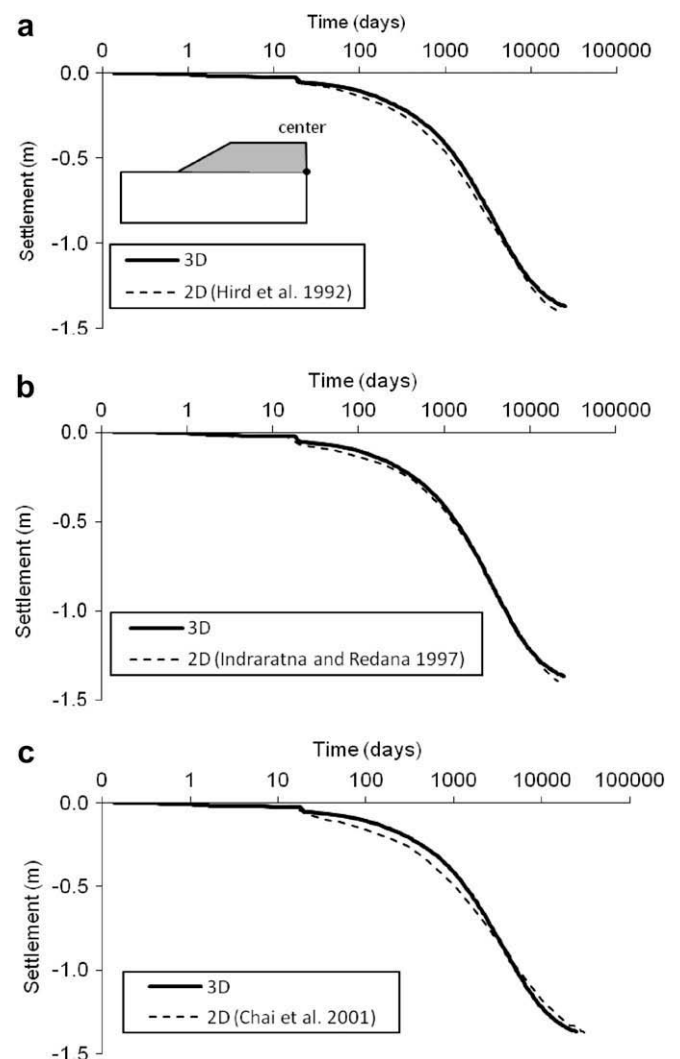 a
Time (days)
0 1 10 100 1000 10000 100000
0.0
-0.5
-1.0
-1.5
Settlement (m)
center
3D
2D (Hird et al. 1992)
b
Time (days)
0 1 10 100 1000 10000 100000
0.0
-0.5
-1.0
-1.5
Settlement (m)
3D
2D (Indraratna and Redana 1997)
c
Time (days)
0 1 10 100 1000 10000 100000
0.0
-0.5
-1.0
-1.5
Settlement (m)
3D
2D (Chai et al. 2001)